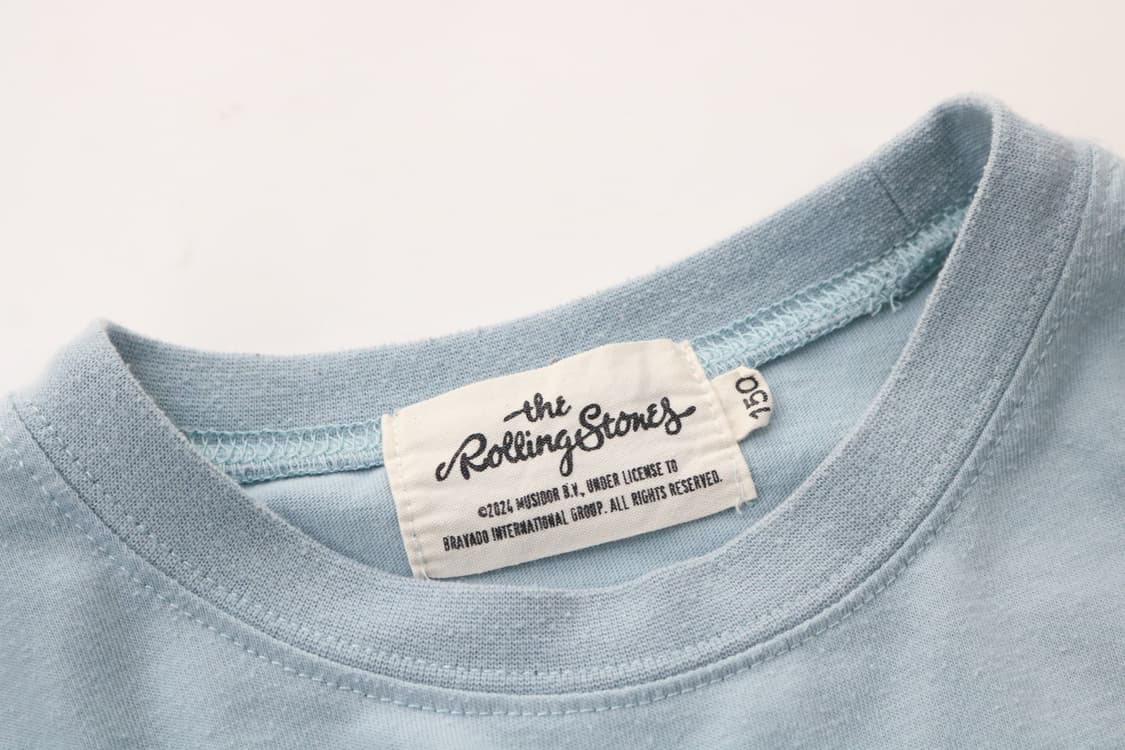 the
Rolling Stones
©2024 MUSIDOR B.V., UNDER LICENSE TO
BRAVADO INTERNATIONAL GROUP. ALL RIGHTS RESERVED.
150